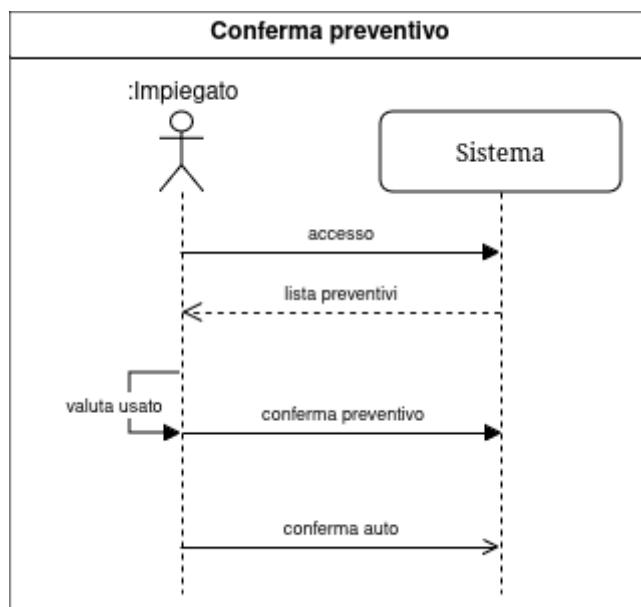 Conferma preventivo
:Impiegato
Sistema
accesso
lista preventivi
valuta usato
conferma preventivo
conferma auto